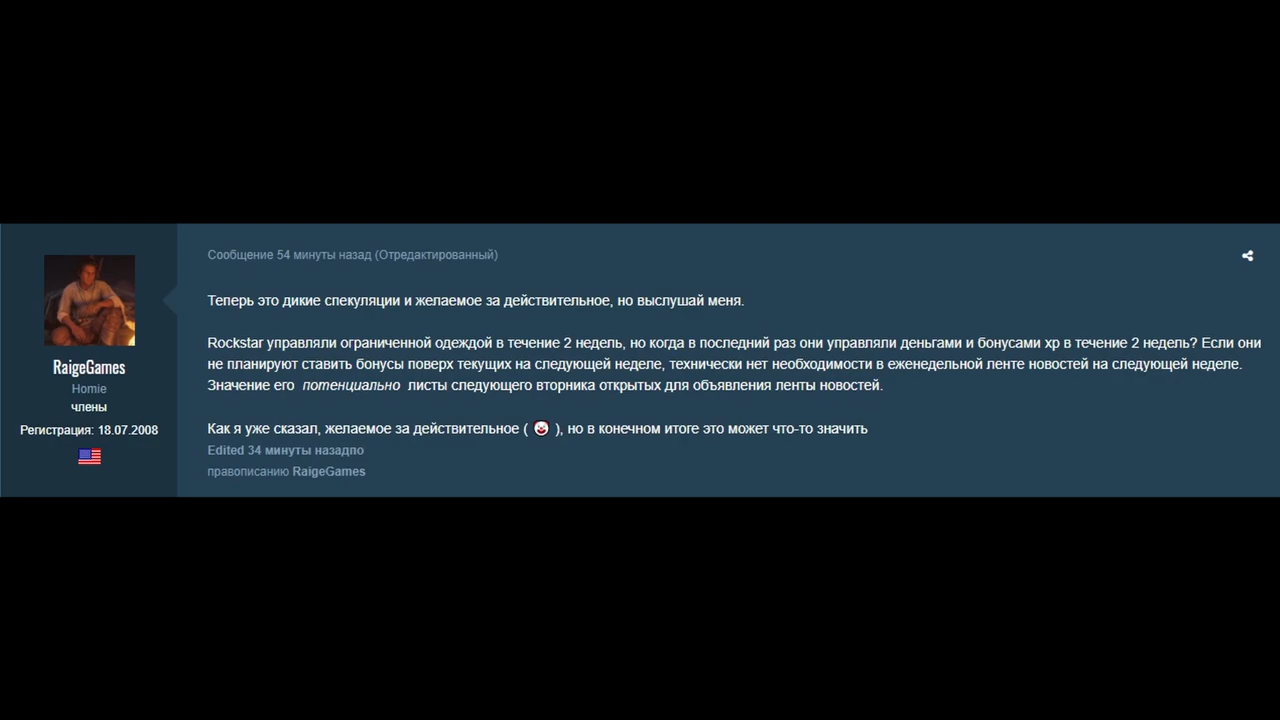 Сообщение 54 минуты назад (Отредактированный)
Теперь это дикие спекуляции и желаемое за действительное, но выслушай меня.
RaigeGames
Homie
члены
Регистрация: 18.07.2008
Rockstar управляли ограниченной одеждой в течение 2 недель, но когда в последний раз они управляли деньгами и бонусами xp в течение 2 недель? Если они
не планируют ставить бонусы поверх текущих на следующей неделе, технически нет необходимости в еженедельной ленте новостей на следующей неделе.
Значение его потенциально листы следующего вторника открытых для объявления ленты новостей.
Как я уже сказал, желаемое за действительное ( 🤡 ), но в конечном итоге это может что-то значить
Edited 34 минуты назадпо
правописанию RaigeGames